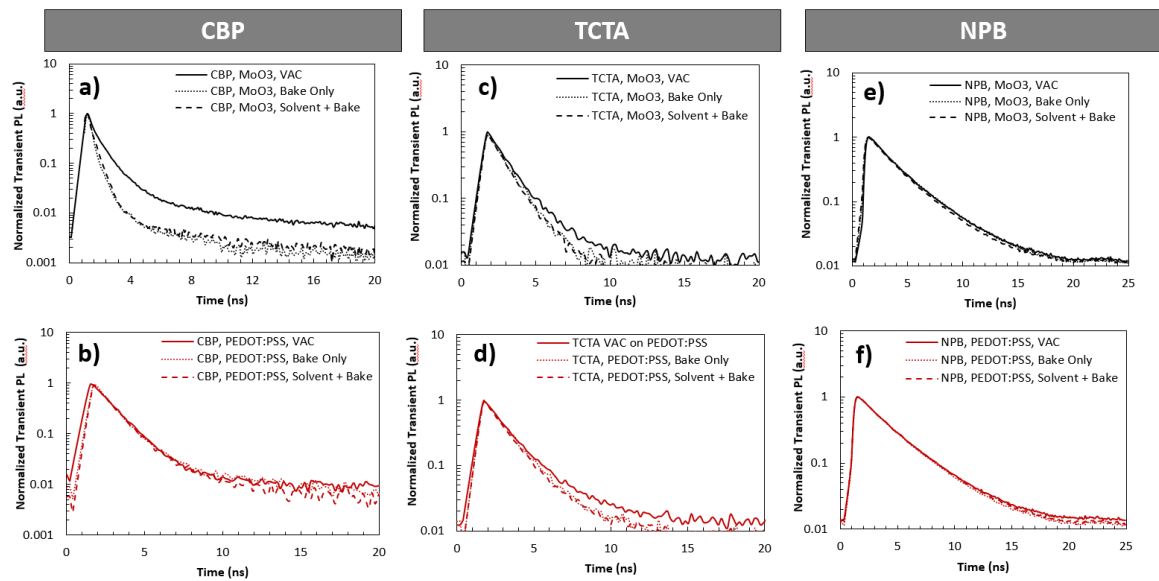 CBP
TCTA
NPB
a)
CBP, MoO3, VAC
CBP, MoO3, Bake Only
CBP, MoO3, Solvent + Bake
Normalized Transient PL (a.u.)
10
1
0.1
0.01
0.001
0 4 8 12 16 20
Time (ns)
c)
TCTA, MoO3, VAC
TCTA, MoO3, Bake Only
TCTA, MoO3, Solvent + Bake
Normalized Transient PL (a.u.)
10
1
0.1
0.01
0 5 10 15 20
Time (ns)
e)
NPB, MoO3, VAC
NPB, MoO3, Bake Only
NPB, MoO3, Solvent + Bake
Normalized Transient PL (a.u.)
10
1
0.1
0.01
0 5 10 15 20 25
Time (ns)
b)
CBP, PEDOT:PSS, VAC
CBP, PEDOT:PSS, Bake Only
CBP, PEDOT:PSS, Solvent + Bake
Normalized Transient PL (a.u.)
10
1
0.1
0.01
0.001
0 5 10 15 20
Time (ns)
d)
TCTA VAC on PEDOT:PSS
TCTA, PEDOT:PSS, Bake Only
TCTA, PEDOT:PSS, Solvent + Bake
Normalized Transient PL (a.u.)
10
1
0.1
0.01
0 5 10 15 20
Time (ns)
f)
NPB, PEDOT:PSS, VAC
NPB, PEDOT:PSS, Bake Only
NPB, PEDOT:PSS, Solvent + Bake
Normalized Transient PL (a.u.)
10
1
0.1
0.01
0 5 10 15 20 25
Time (ns)